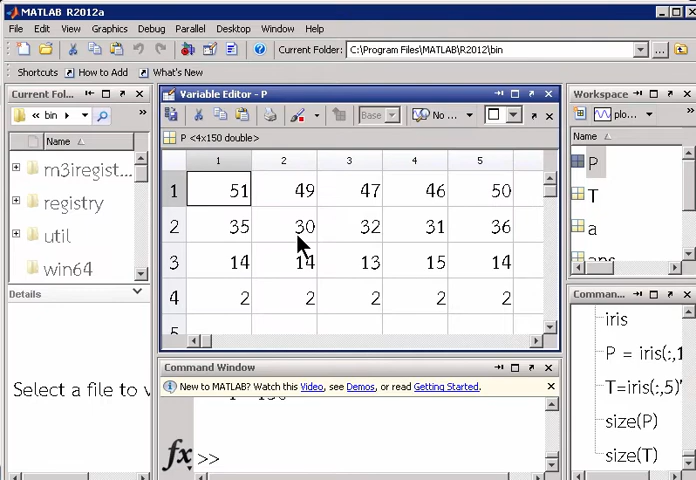 MATLAB R2012a
File Edit View Graphics Debug Parallel Desktop Window Help
Current Folder: C:\Program Files\MATLAB\R2012\bin
Shortcuts How to Add What's New
Current Fol...
« bin
Name
m3iregist...
registry
util
win64
Details
Select a file to v
Variable Editor - P
Base
No ...
P <4x150 double>
1 2 3 4 5
1 51 49 47 46 50
2 35 30 32 31 36
3 14 14 13 15 14
4 2 2 2 2 2
5
Command Window
New to MATLAB? Watch this Video, see Demos, or read Getting Started.
fx >>
Workspace
plo...
Name
P
T
a
ans
Comman...
iris
P = iris(:,1
T=iris(:,5)'
size(P)
size(T)